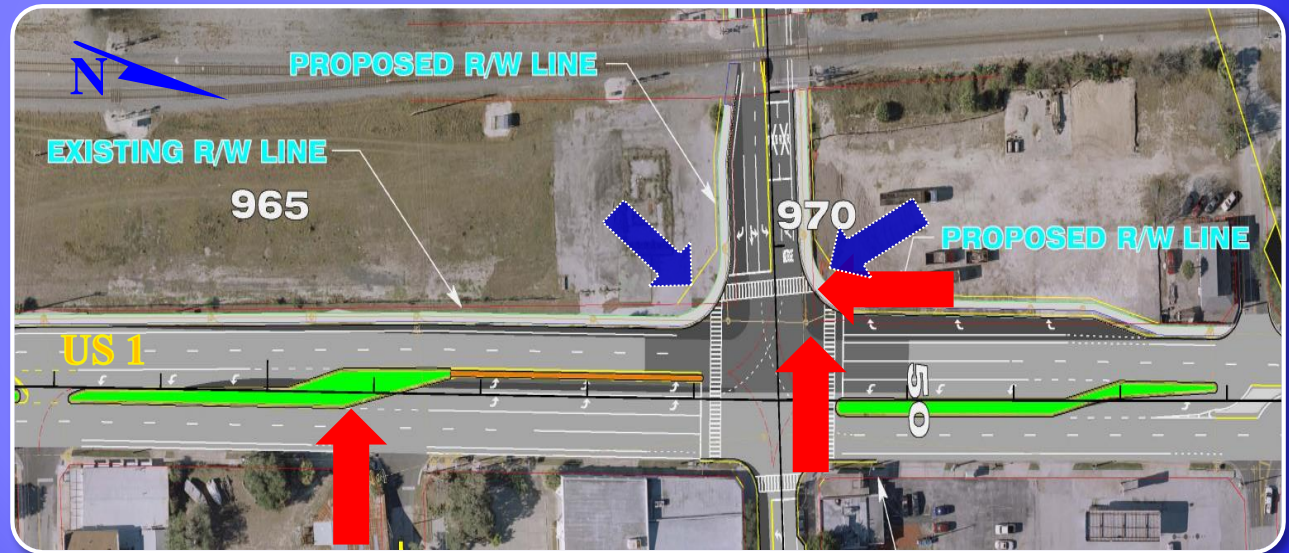 N
PROPOSED R/W LINE
EXISTING R/W LINE
965
970
PROPOSED R/W LINE
US 1
50